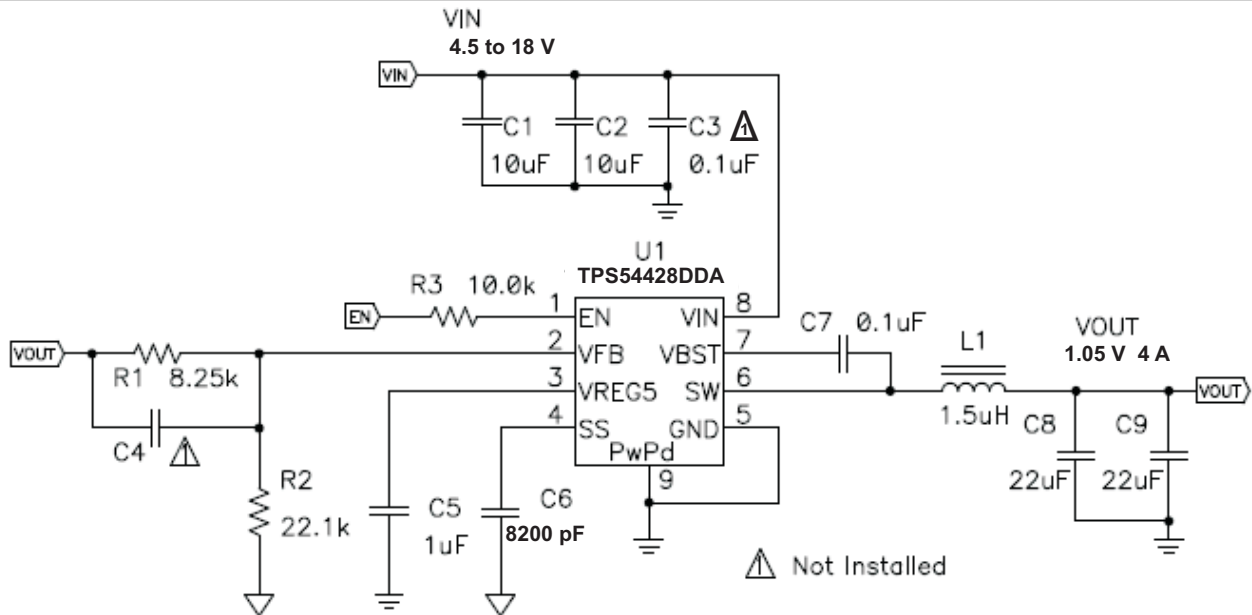 VIN
4.5 to 18 V
VIN
C1
C2
C3 1
10uF
10uF
0.1uF
U1
TPS54428DDA
R3 10.0k
EN
1
EN
VIN
8
C7 0.1uF
VOUT
1.05 V 4 A
L1
VOUT
2
VFB
VBST
7
R1 8.25k
3
VREG5
SW
6
VOUT
1.5uH
4
SS
GND
5
C4 1
C8
C9
PwPd
9
R2
22.1k
C5
1uF
C6
8200 pF
22uF
22uF
1 Not Installed